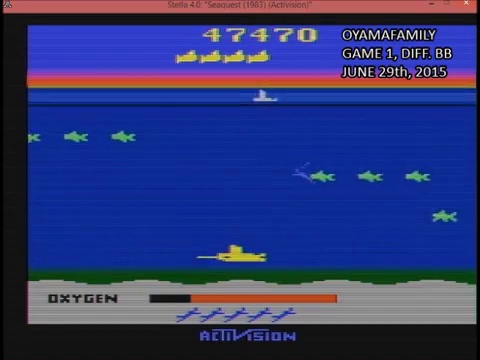 Stella 4.0: "Seaquest (1983) (Activision)"
47470
OYAMAFAMILY
GAME 1, DIFF. BB
JUNE 29th, 2015
OXYGEN
ACTIVISION